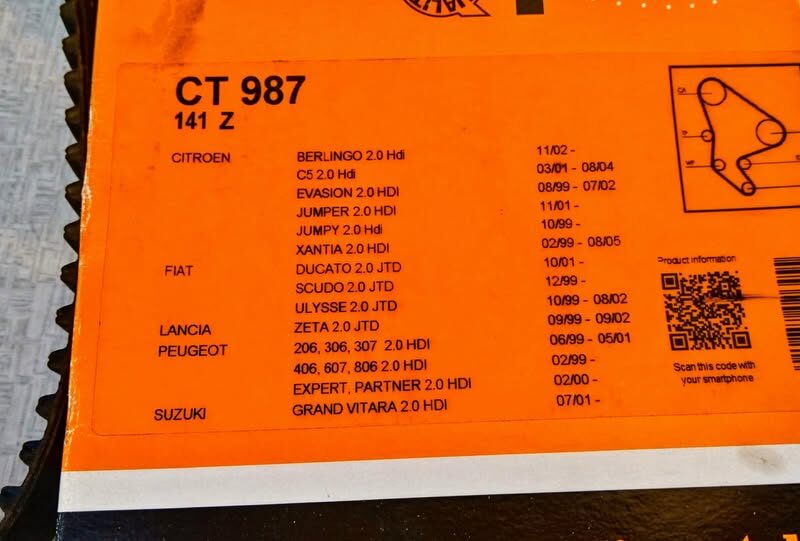 CT 987
141 Z
CITROEN BERLINGO 2.0 Hdi 11/02 -
C5 2.0 Hdi 03/01 - 08/04
EVASION 2.0 HDI 08/99 - 07/02
JUMPER 2.0 HDI 11/01 -
JUMPY 2.0 Hdi 10/99 -
XANTIA 2.0 HDI 02/99 - 08/05
FIAT DUCATO 2.0 JTD 10/01 -
SCUDO 2.0 JTD 12/99 -
ULYSSE 2.0 JTD 10/99 - 08/02
LANCIA ZETA 2.0 JTD 09/99 - 09/02
PEUGEOT 206, 306, 307 2.0 HDI 06/99 - 05/01
406, 607, 806 2.0 HDI 02/99 -
EXPERT, PARTNER 2.0 HDI 02/00 -
SUZUKI GRAND VITARA 2.0 HDI 07/01 -
Product information
Scan this code with
your smartphone